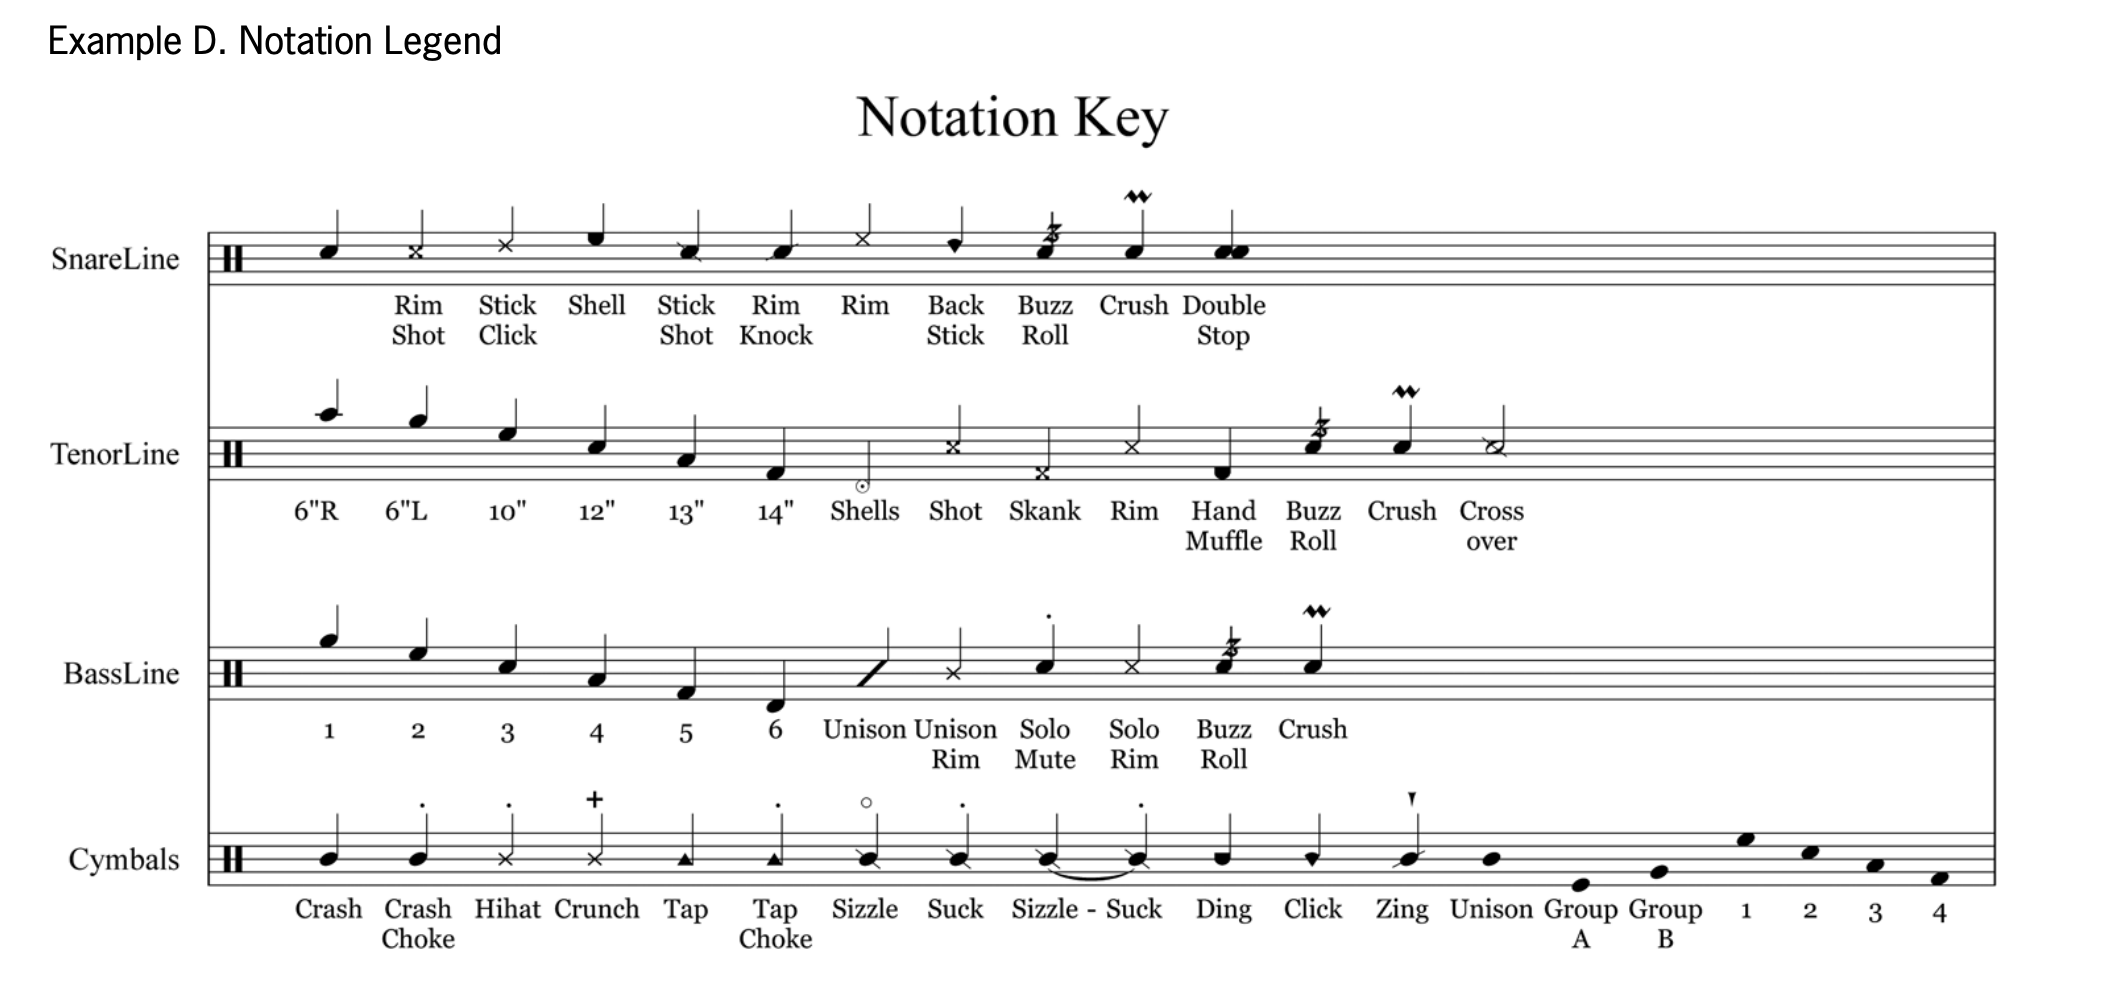 Example D. Notation Legend
Notation Key
SnareLine
Rim Stick Shell Stick Rim Rim Back Buzz Crush Double
Shot Click Shot Knock Stick Roll Stop
TenorLine
6"R 6"L 10" 12" 13" 14" Shells Shot Skank Rim Hand Buzz Crush Cross
Muffle Roll over
BassLine
1 2 3 4 5 6 Unison Unison Solo Solo Buzz Crush
Rim Mute Rim Roll
Cymbals
Crash Crash Hihat Crunch Tap Tap Sizzle Suck Sizzle - Suck Ding Click Zing Unison Group Group 1 2 3 4
Choke Choke A B